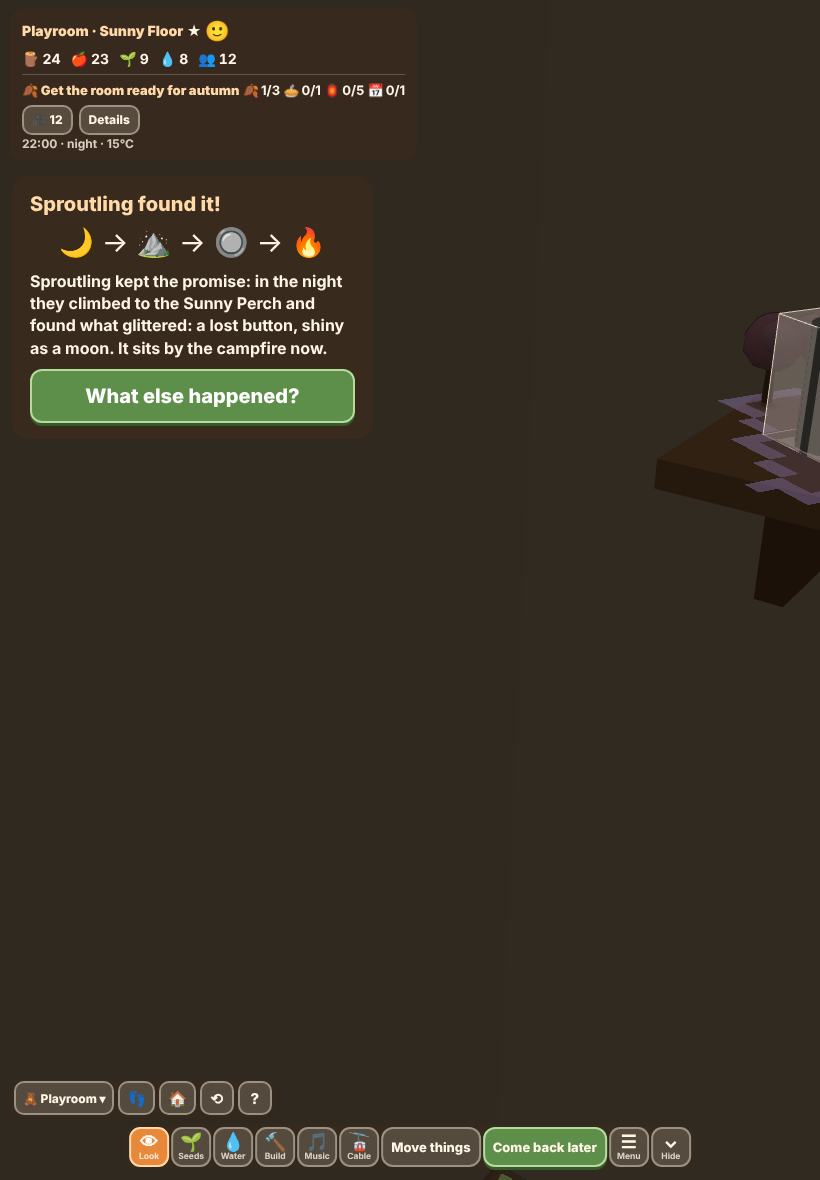 Playroom · Sunny Floor ★
24 23 9 8 12
Get the room ready for autumn 1/3 0/1 0/5 0/1
12 Details
22:00 · night · 15°C
Sproutling found it!
Sproutling kept the promise: in the night
they climbed to the Sunny Perch and
found what glittered: a lost button, shiny
as a moon. It sits by the campfire now.
What else happened?
Playroom ▾ ?
Look Seeds Water Build Music Cable Move things Come back later Menu Hide